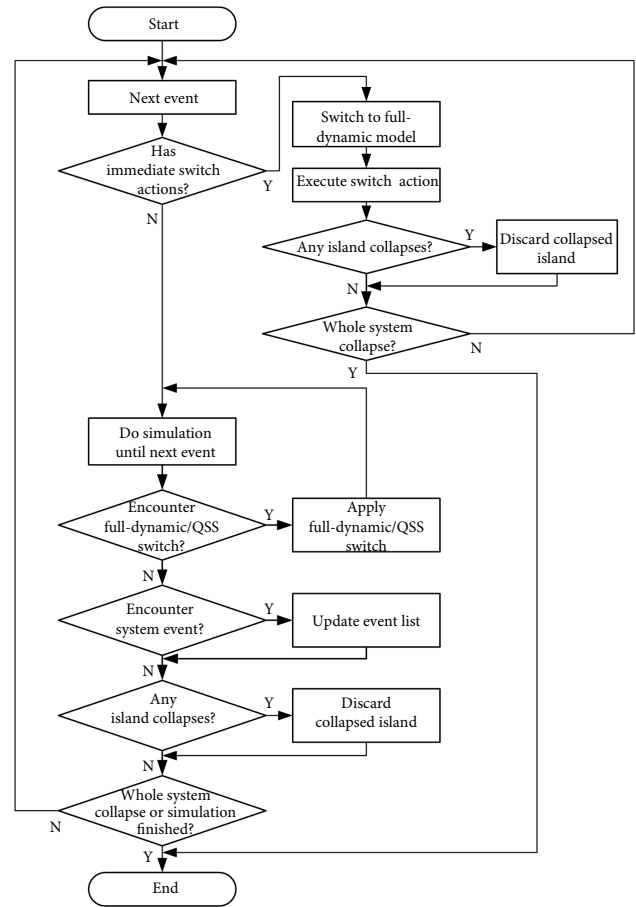 Start
Next event
Has
immediate switch
actions?
Y
N
Switch to full-
dynamic model
Execute switch action
Any island collapses?
Y
N
Discard collapsed
island
Whole system
collapse?
N
Y
Do simulation
until next event
Encounter
full-dynamic/QSS
switch?
Y
N
Apply
full-dynamic/QSS
switch
Encounter
system event?
Y
N
Update event list
Any
island collapses?
Y
N
Discard
collapsed island
Whole system
collapse or simulation
finished?
N
Y
End